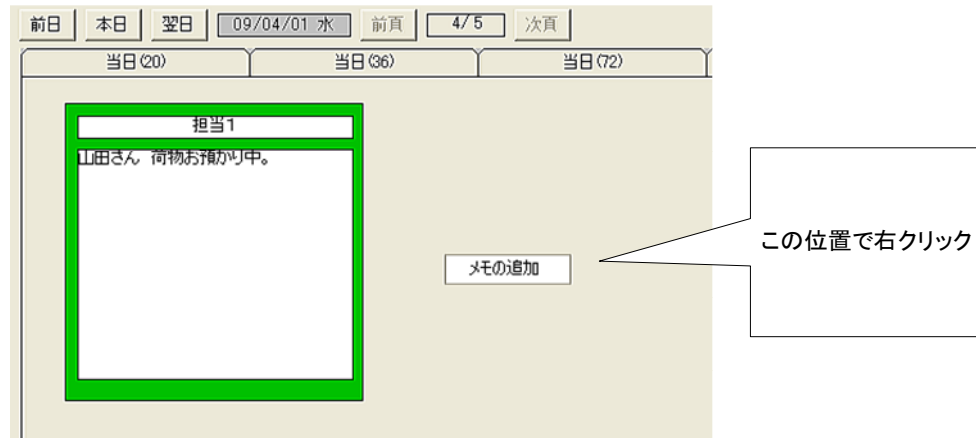 前日 本日 翌日 09/04/01 水 前頁 4/5 次頁
当日(20) 当日(36) 当日(72)
担当1
山田さん 荷物お預かり中。
メモの追加
この位置で右クリック